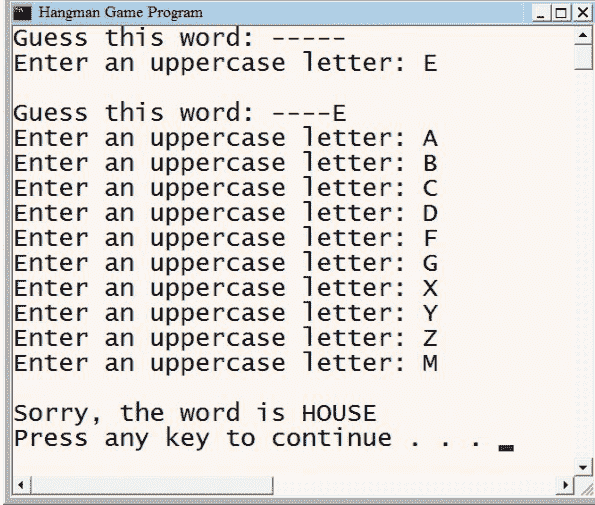 Hangman Game Program
Guess this word: -----
Enter an uppercase letter: E
Guess this word: ----E
Enter an uppercase letter: A
Enter an uppercase letter: B
Enter an uppercase letter: C
Enter an uppercase letter: D
Enter an uppercase letter: F
Enter an uppercase letter: G
Enter an uppercase letter: X
Enter an uppercase letter: Y
Enter an uppercase letter: Z
Enter an uppercase letter: M
Sorry, the word is HOUSE
Press any key to continue . . . _